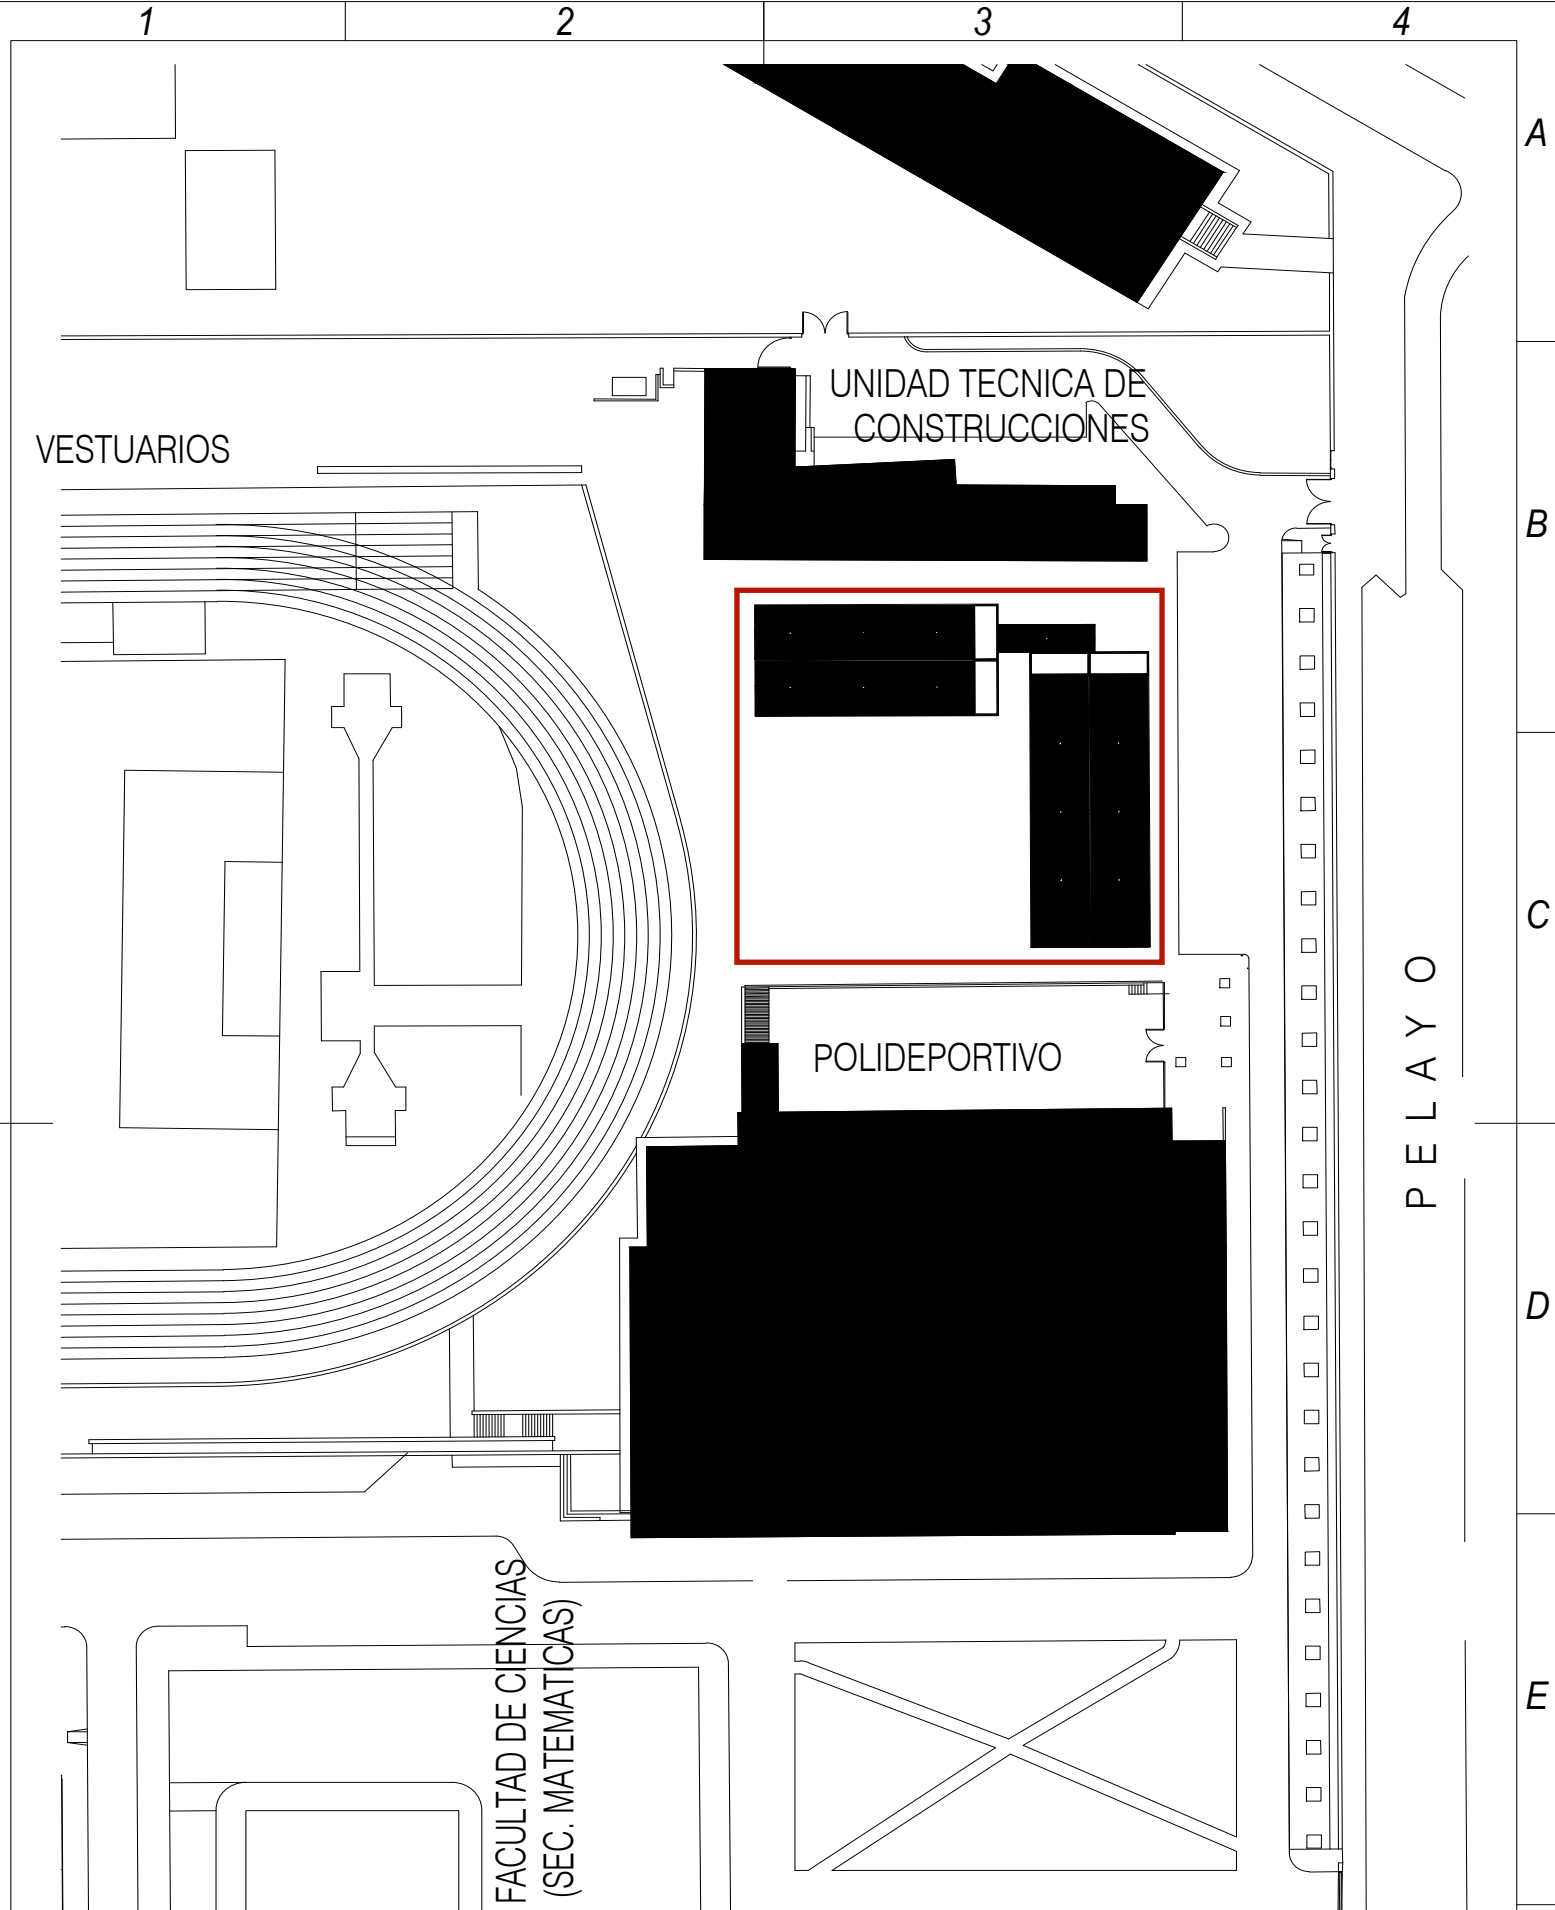 1 2 3 4
A
UNIDAD TECNICA DE
CONSTRUCCIONES
VESTUARIOS
B
C
PELAYO
POLIDEPORTIVO
D
FACULTAD DE CIENCIAS
(SEC. MATEMATICAS)
E